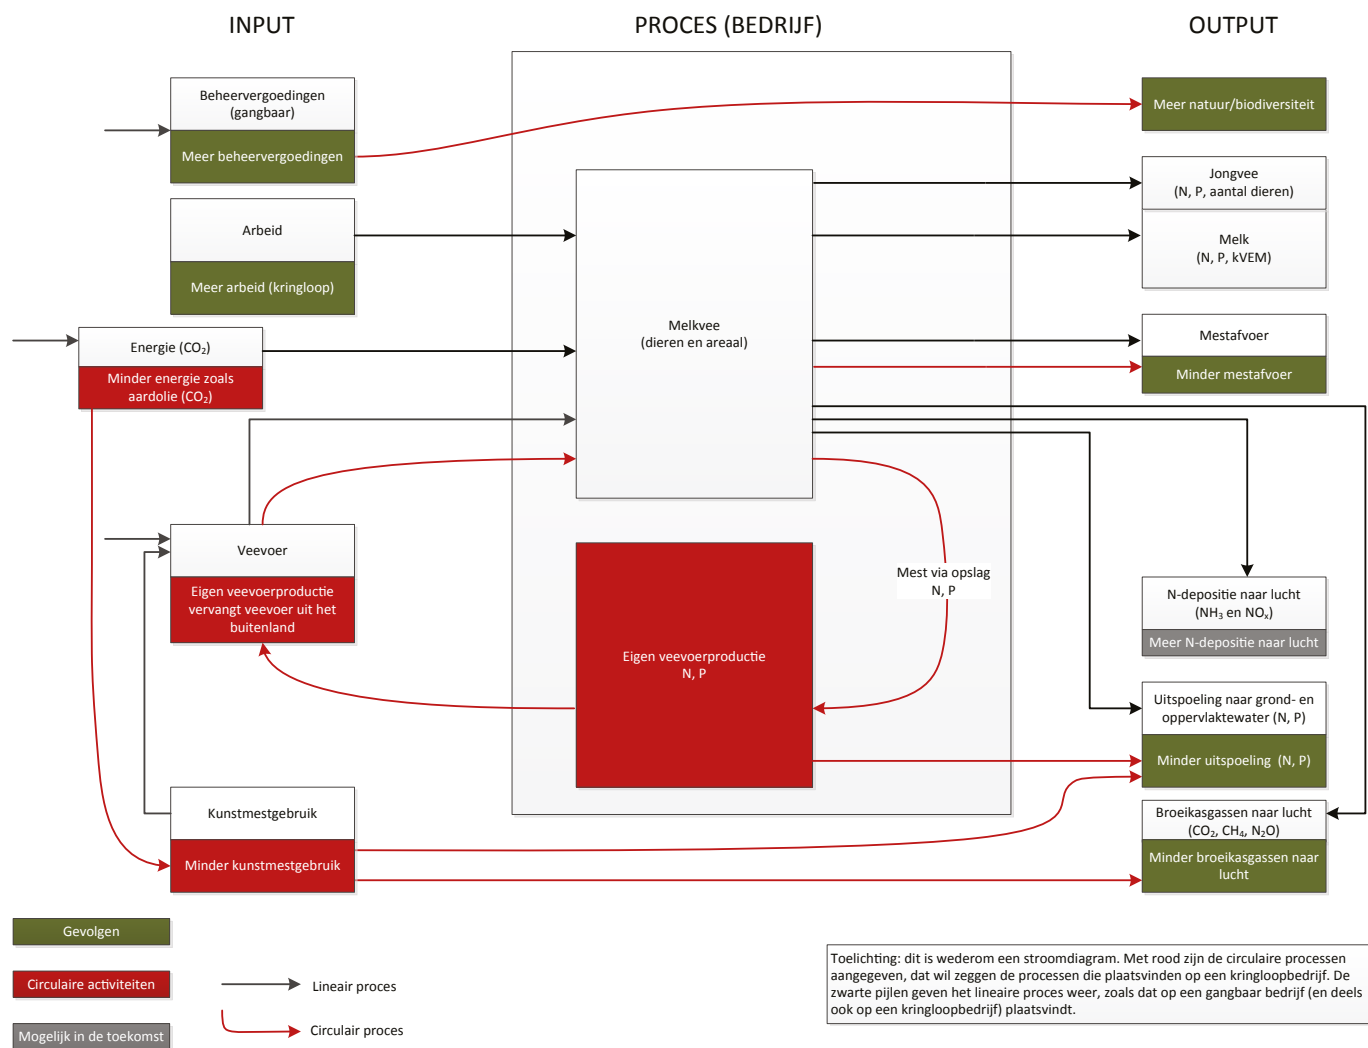 INPUT
PROCES (BEDRIJF)
OUTPUT
Beheervergoedingen
(gangbaar)
Meer beheervergoedingen
Arbeid
Meer arbeid (kringloop)
Energie (CO₂)
Minder energie zoals
aardolie (CO₂)
Veevoer
Eigen veevoerproductie
vervangt veevoer uit het
buitenland
Kunstmestgebruik
Minder kunstmestgebruik
Melkvee
(dieren en areaal)
Mest via opslag
N, P
Eigen veevoerproductie
N, P
Meer natuur/biodiversiteit
Jongvee
(N, P, aantal dieren)
Melk
(N, P, kVEM)
Mestafvoer
Minder mestafvoer
N-depositie naar lucht
(NH₃ en NOₓ)
Meer N-depositie naar lucht
Uitspoeling naar grond- en
oppervlaktewater (N, P)
Minder uitspoeling (N, P)
Broeikasgassen naar lucht
(CO₂, CH₄, N₂O)
Minder broeikasgassen naar
lucht
Gevolgen
Circulaire activiteiten
Mogelijk in de toekomst
Lineair proces
Circulair proces
Toelichting: dit is wederom een stroomdiagram. Met rood zijn de circulaire processen
aangegeven, dat wil zeggen de processen die plaatsvinden op een kringloopbedrijf. De
zwarte pijlen geven het lineaire proces weer, zoals dat op een gangbaar bedrijf (en deels
ook op een kringloopbedrijf) plaatsvindt.